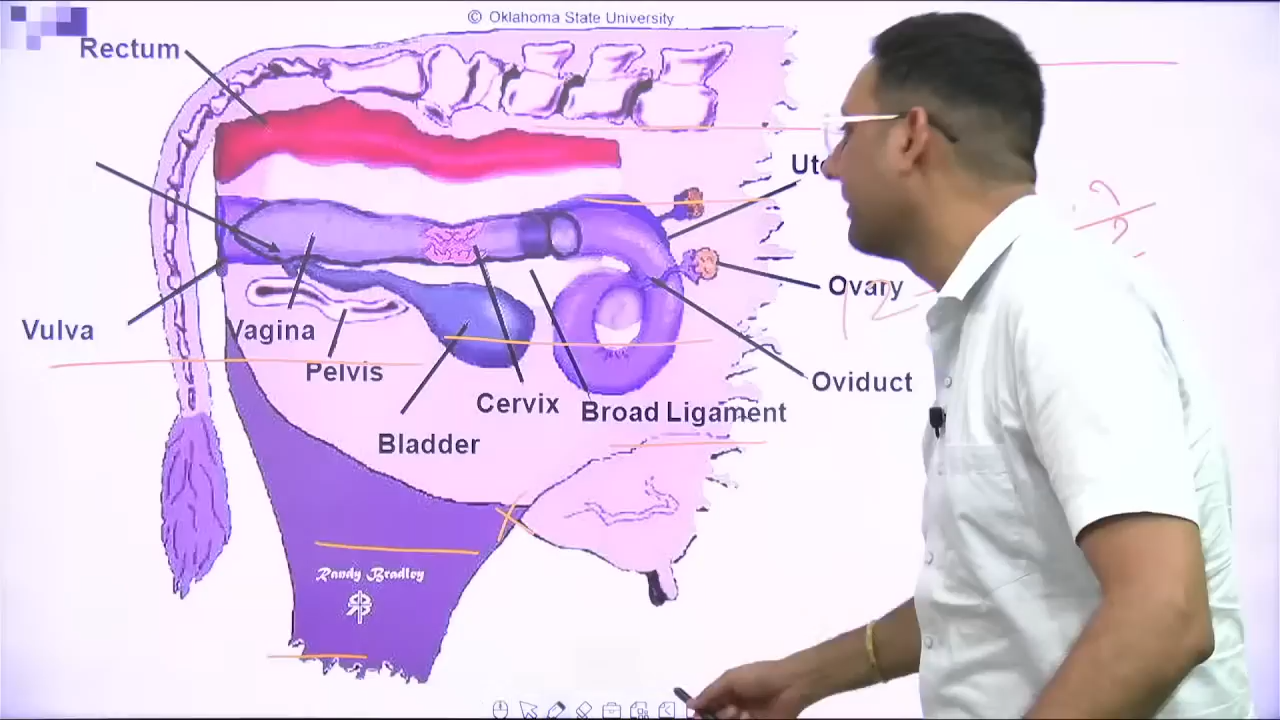 © Oklahoma State University
Rectum
Ovary
Vulva
Vagina
Pelvis
Oviduct
Cervix
Broad Ligament
Bladder
Randy Bradley